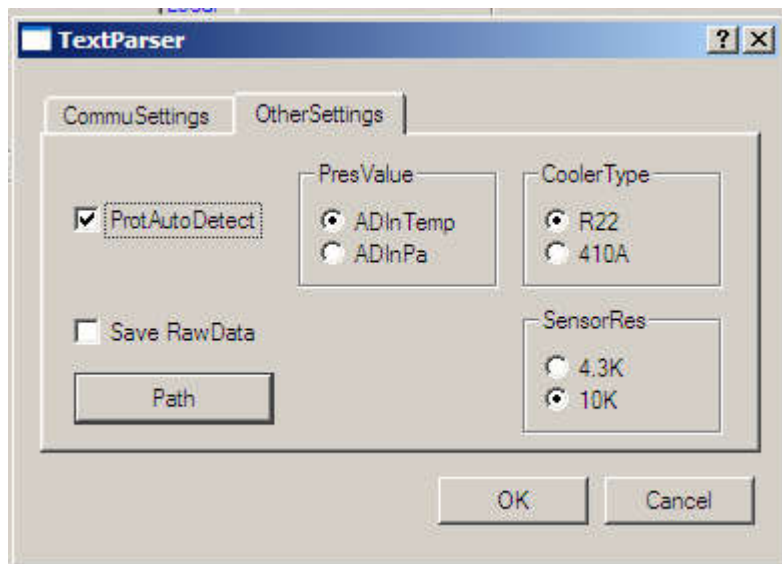 TextParser
CommuSettings
OtherSettings
ProtAutoDetect
PresValue
ADInTemp
ADInPa
CoolerType
R22
410A
Save RawData
Path
SensorRes
4.3K
10K
OK
Cancel